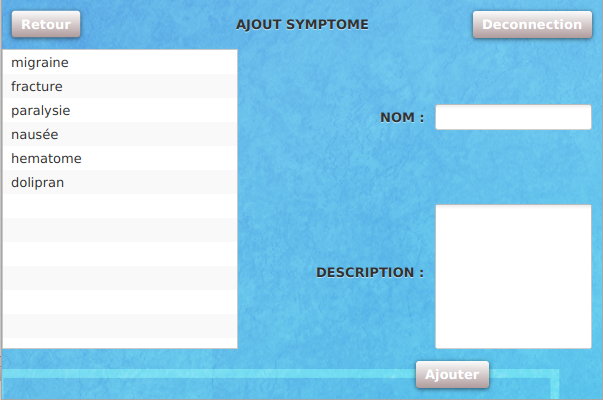 Retour
AJOUT SYMPTOME
Deconnection
migraine
fracture
paralysie
nausée
hematome
dolipran
NOM :
DESCRIPTION :
Ajouter